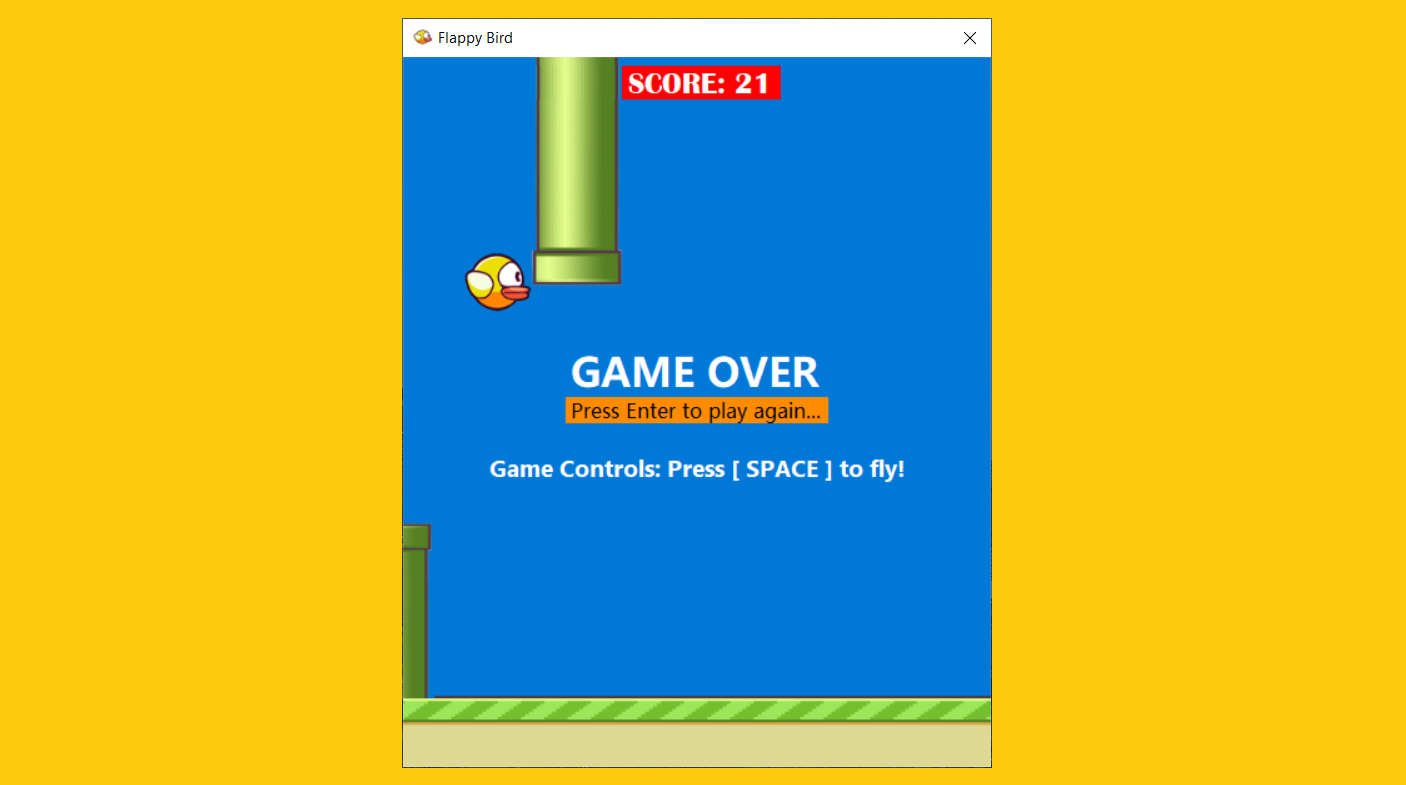 Flappy Bird
SCORE: 21
GAME OVER
Press Enter to play again...
Game Controls: Press [ SPACE ] to fly!